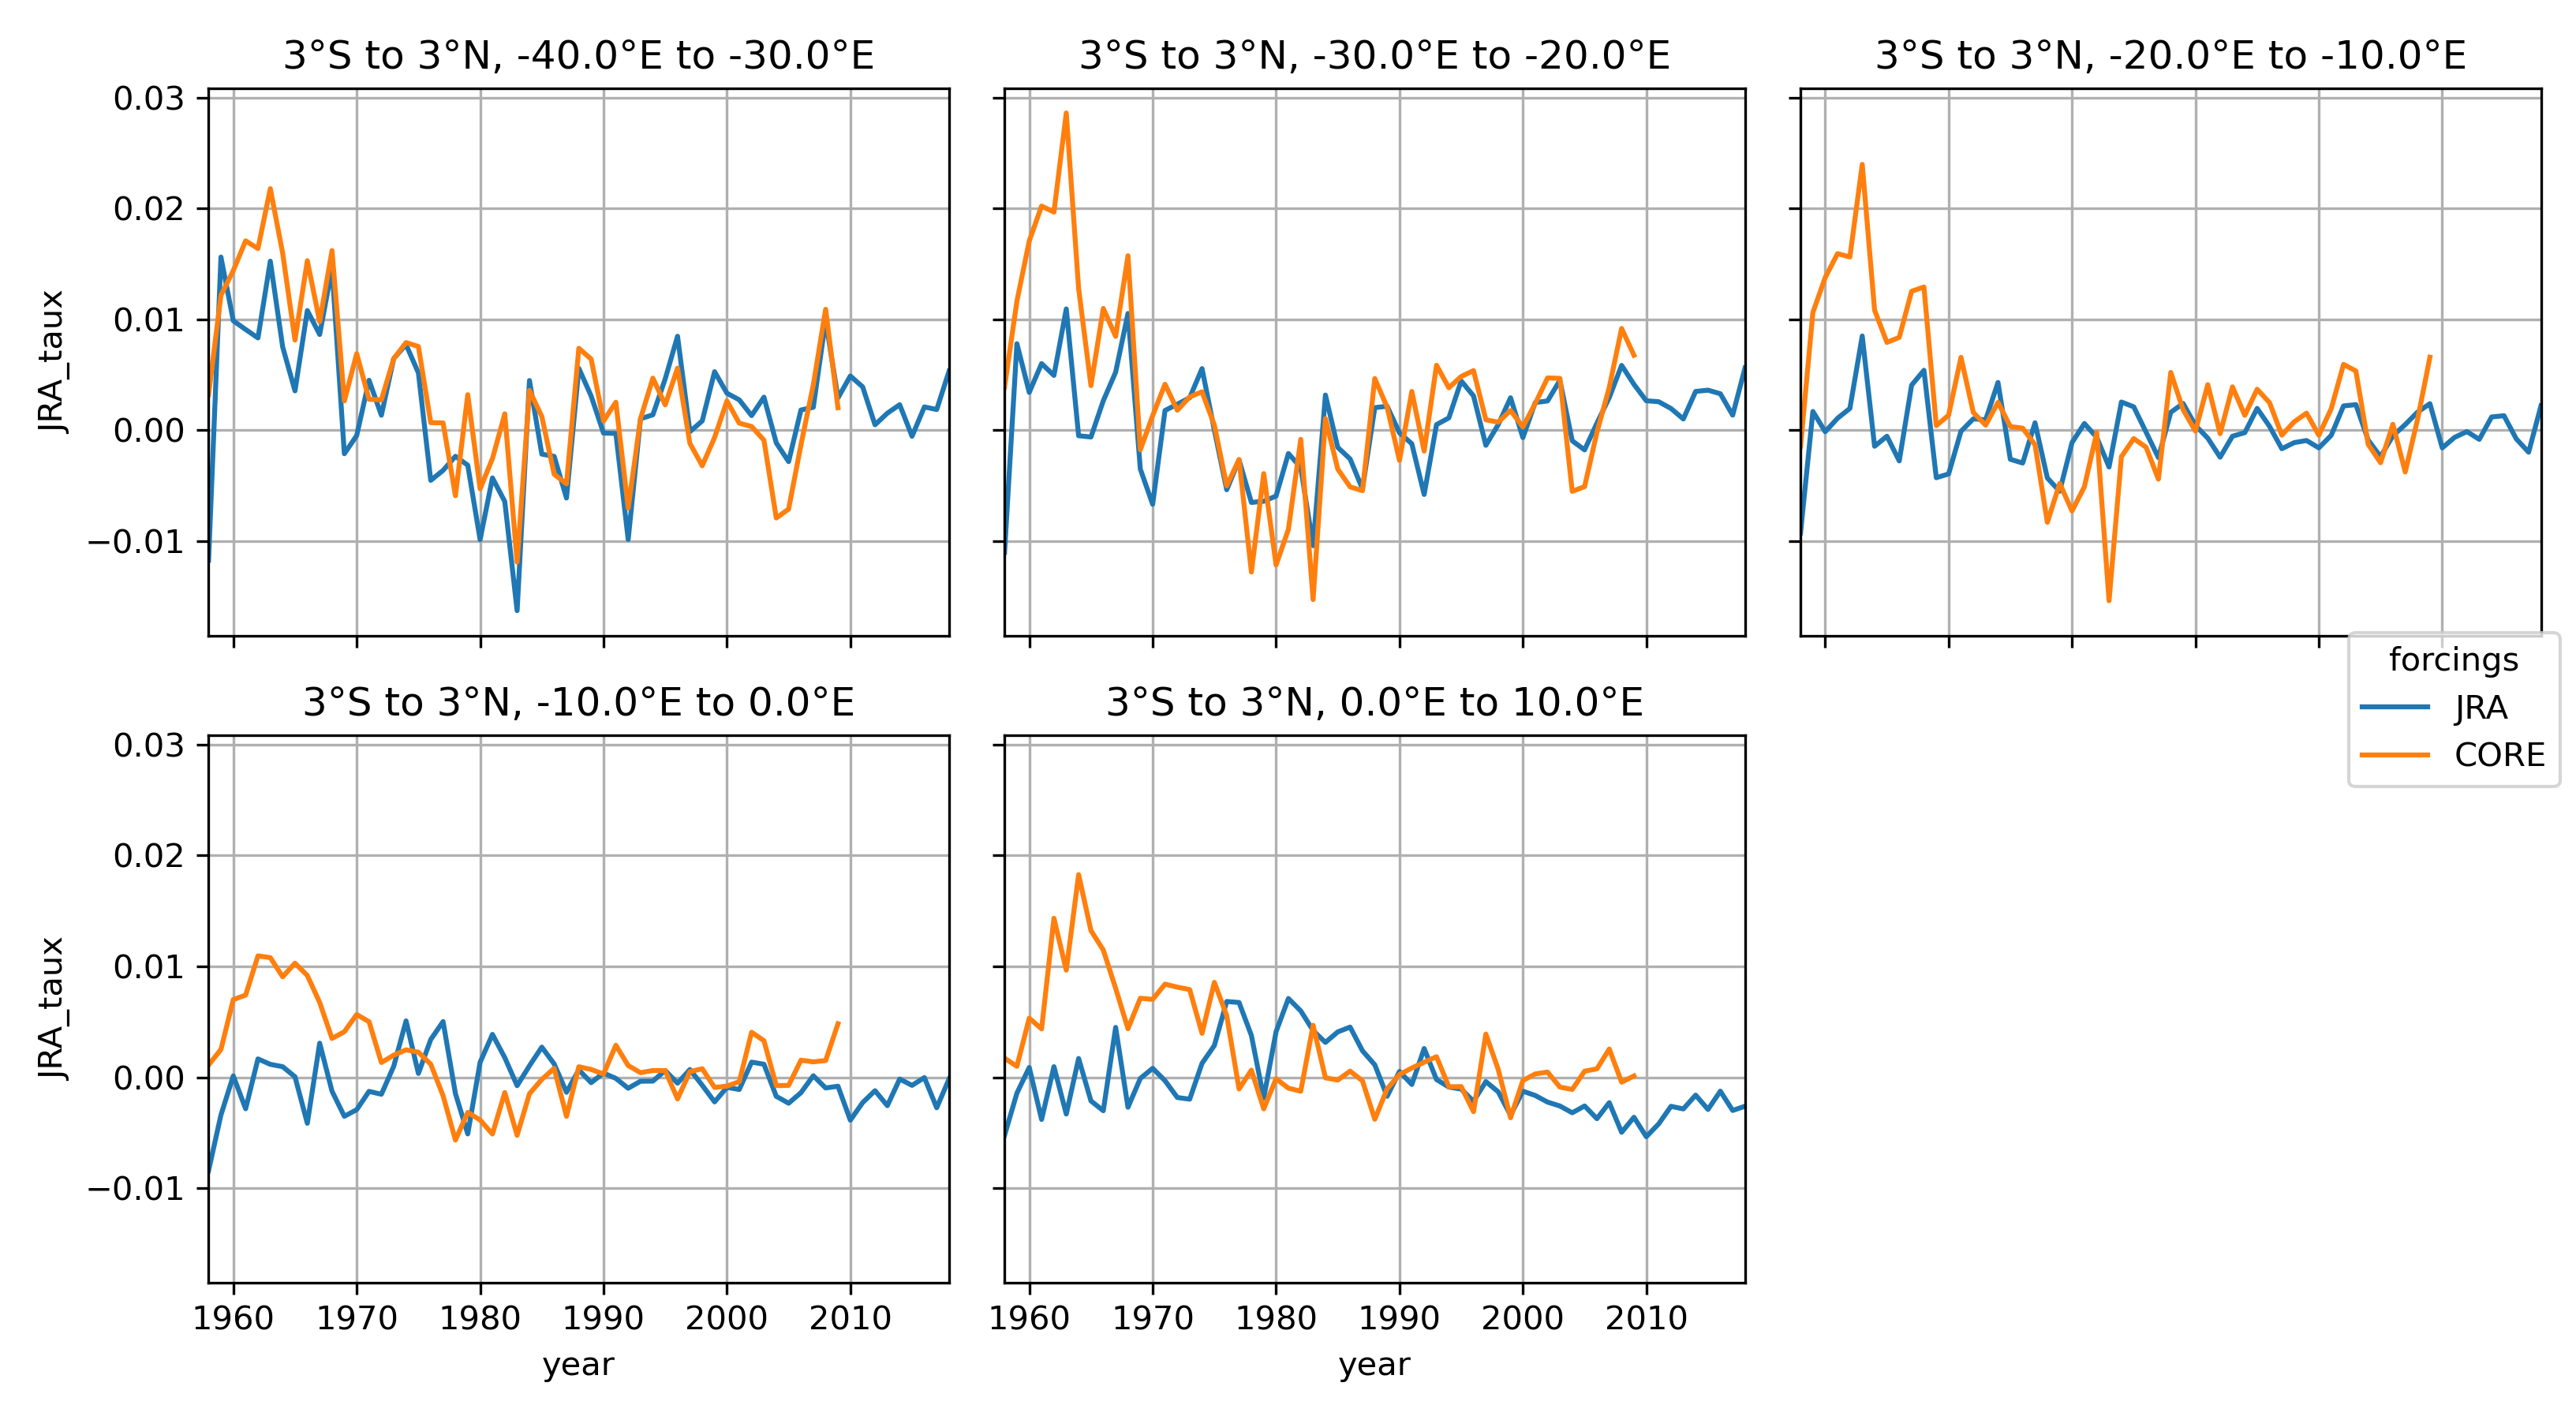 3°S to 3°N, -40.0°E to -30.0°E
3°S to 3°N, -30.0°E to -20.0°E
3°S to 3°N, -20.0°E to -10.0°E
0.03
0.02
0.01
0.00
−0.01
JRA_taux
forcings
JRA
CORE
3°S to 3°N, -10.0°E to 0.0°E
3°S to 3°N, 0.0°E to 10.0°E
0.03
0.02
0.01
0.00
−0.01
JRA_taux
1960 1970 1980 1990 2000 2010
1960 1970 1980 1990 2000 2010
year
year